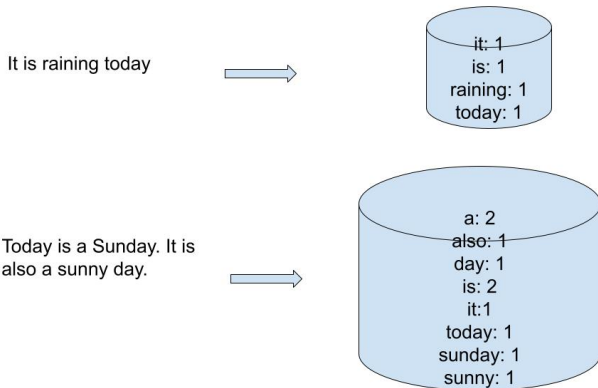 It is raining today
it: 1
is: 1
raining: 1
today: 1
Today is a Sunday. It is
also a sunny day.
a: 2
also: 1
day: 1
is: 2
it:1
today: 1
sunday: 1
sunny: 1